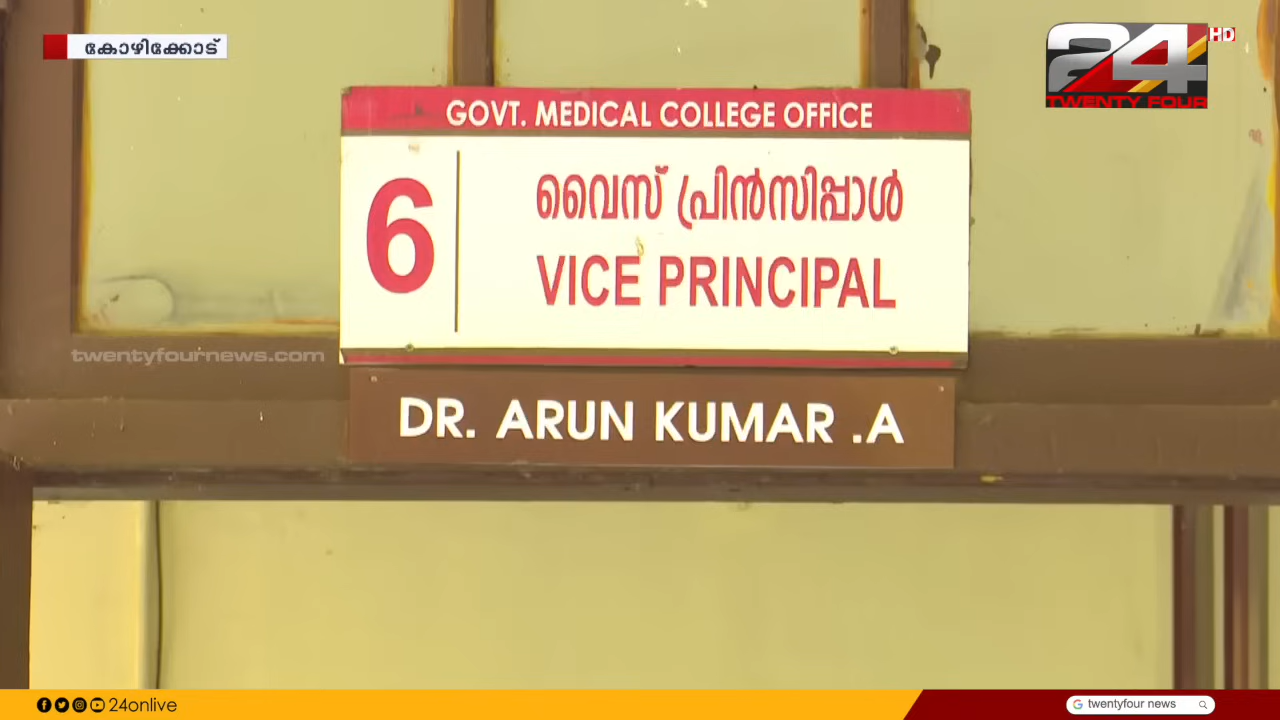 കോഴിക്കോട്
24 HD
TWENTY FOUR
GOVT. MEDICAL COLLEGE OFFICE
6
വൈസ് പ്രിൻസിപ്പാൾ
VICE PRINCIPAL
twentyfournews.com
DR. ARUN KUMAR .A
24onlive
twentyfour news